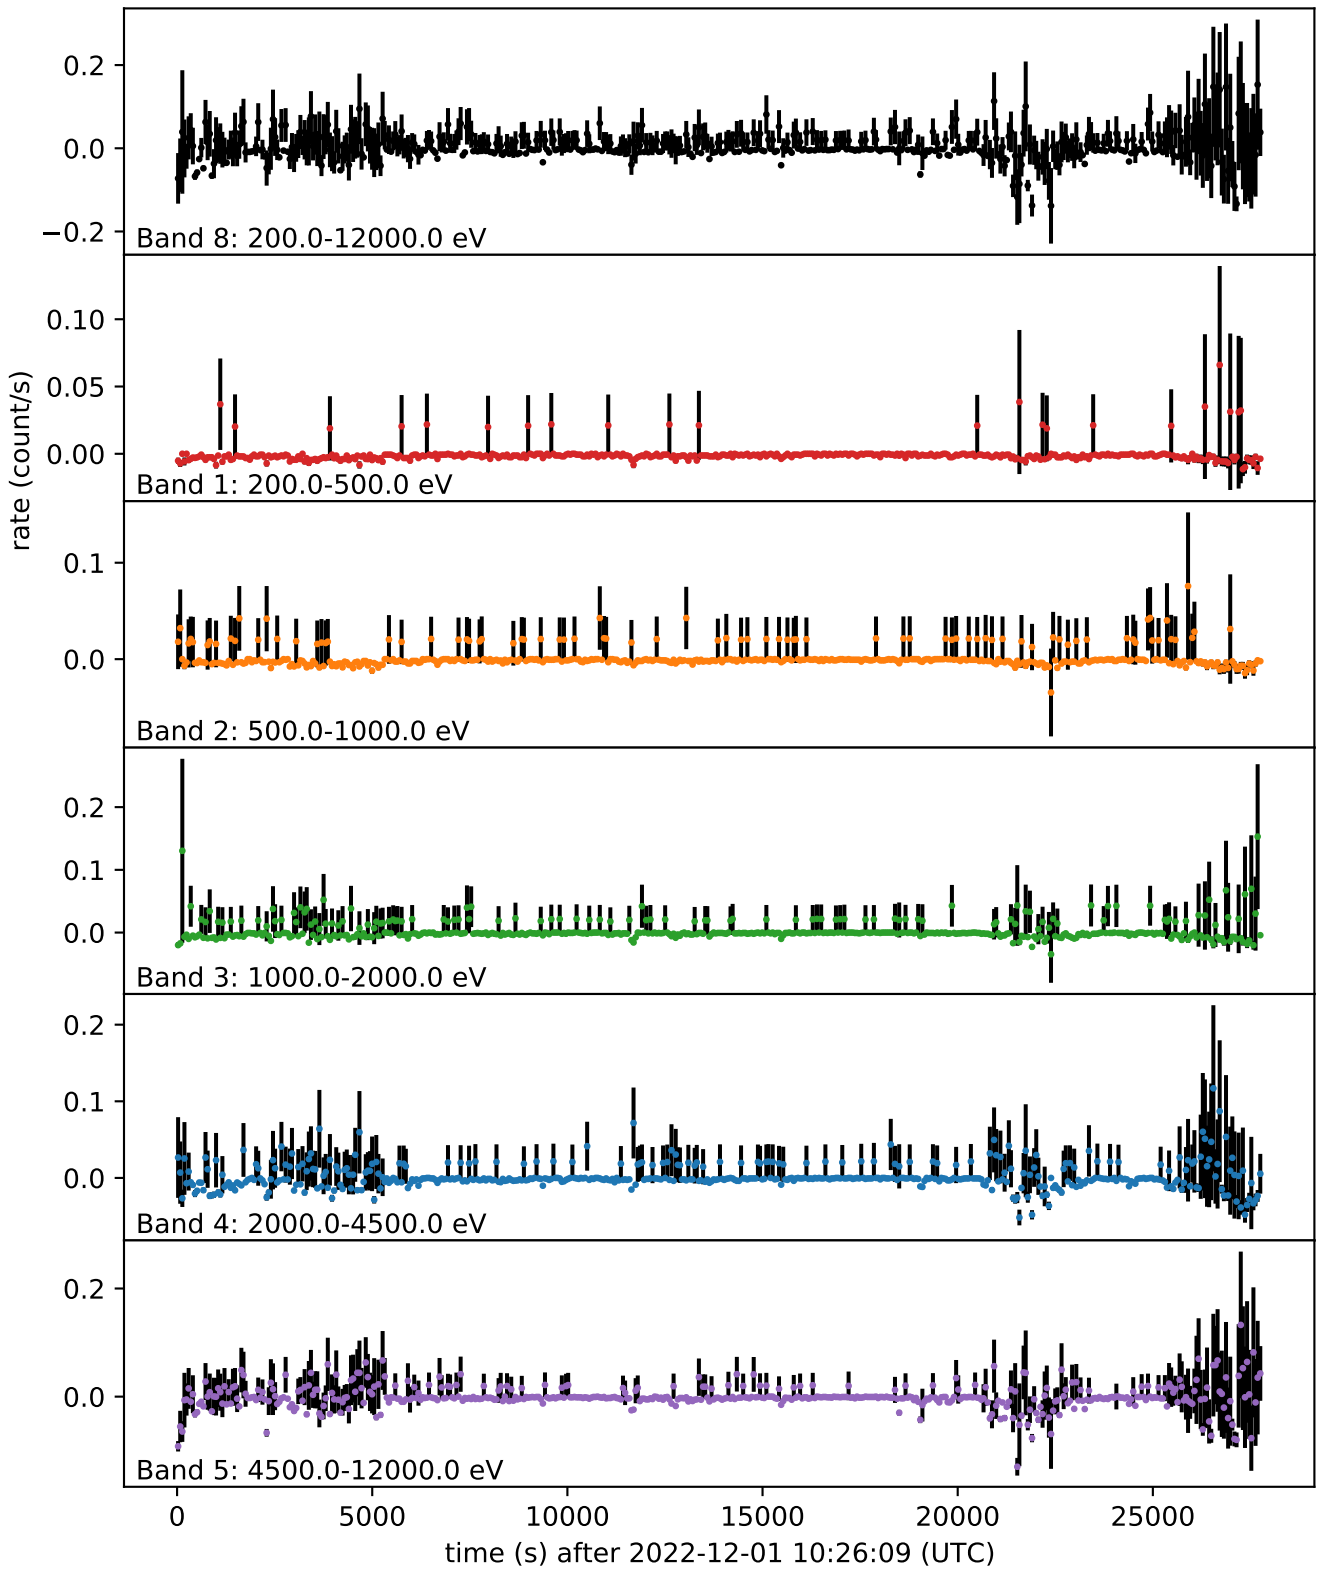 0.2
0.0
−0.2
Band 8: 200.0-12000.0 eV
0.10
0.05
0.00
Band 1: 200.0-500.0 eV
rate (count/s)
0.1
0.0
Band 2: 500.0-1000.0 eV
0.2
0.1
0.0
Band 3: 1000.0-2000.0 eV
0.2
0.1
0.0
Band 4: 2000.0-4500.0 eV
0.2
0.0
Band 5: 4500.0-12000.0 eV
0 5000 10000 15000 20000 25000
time (s) after 2022-12-01 10:26:09 (UTC)